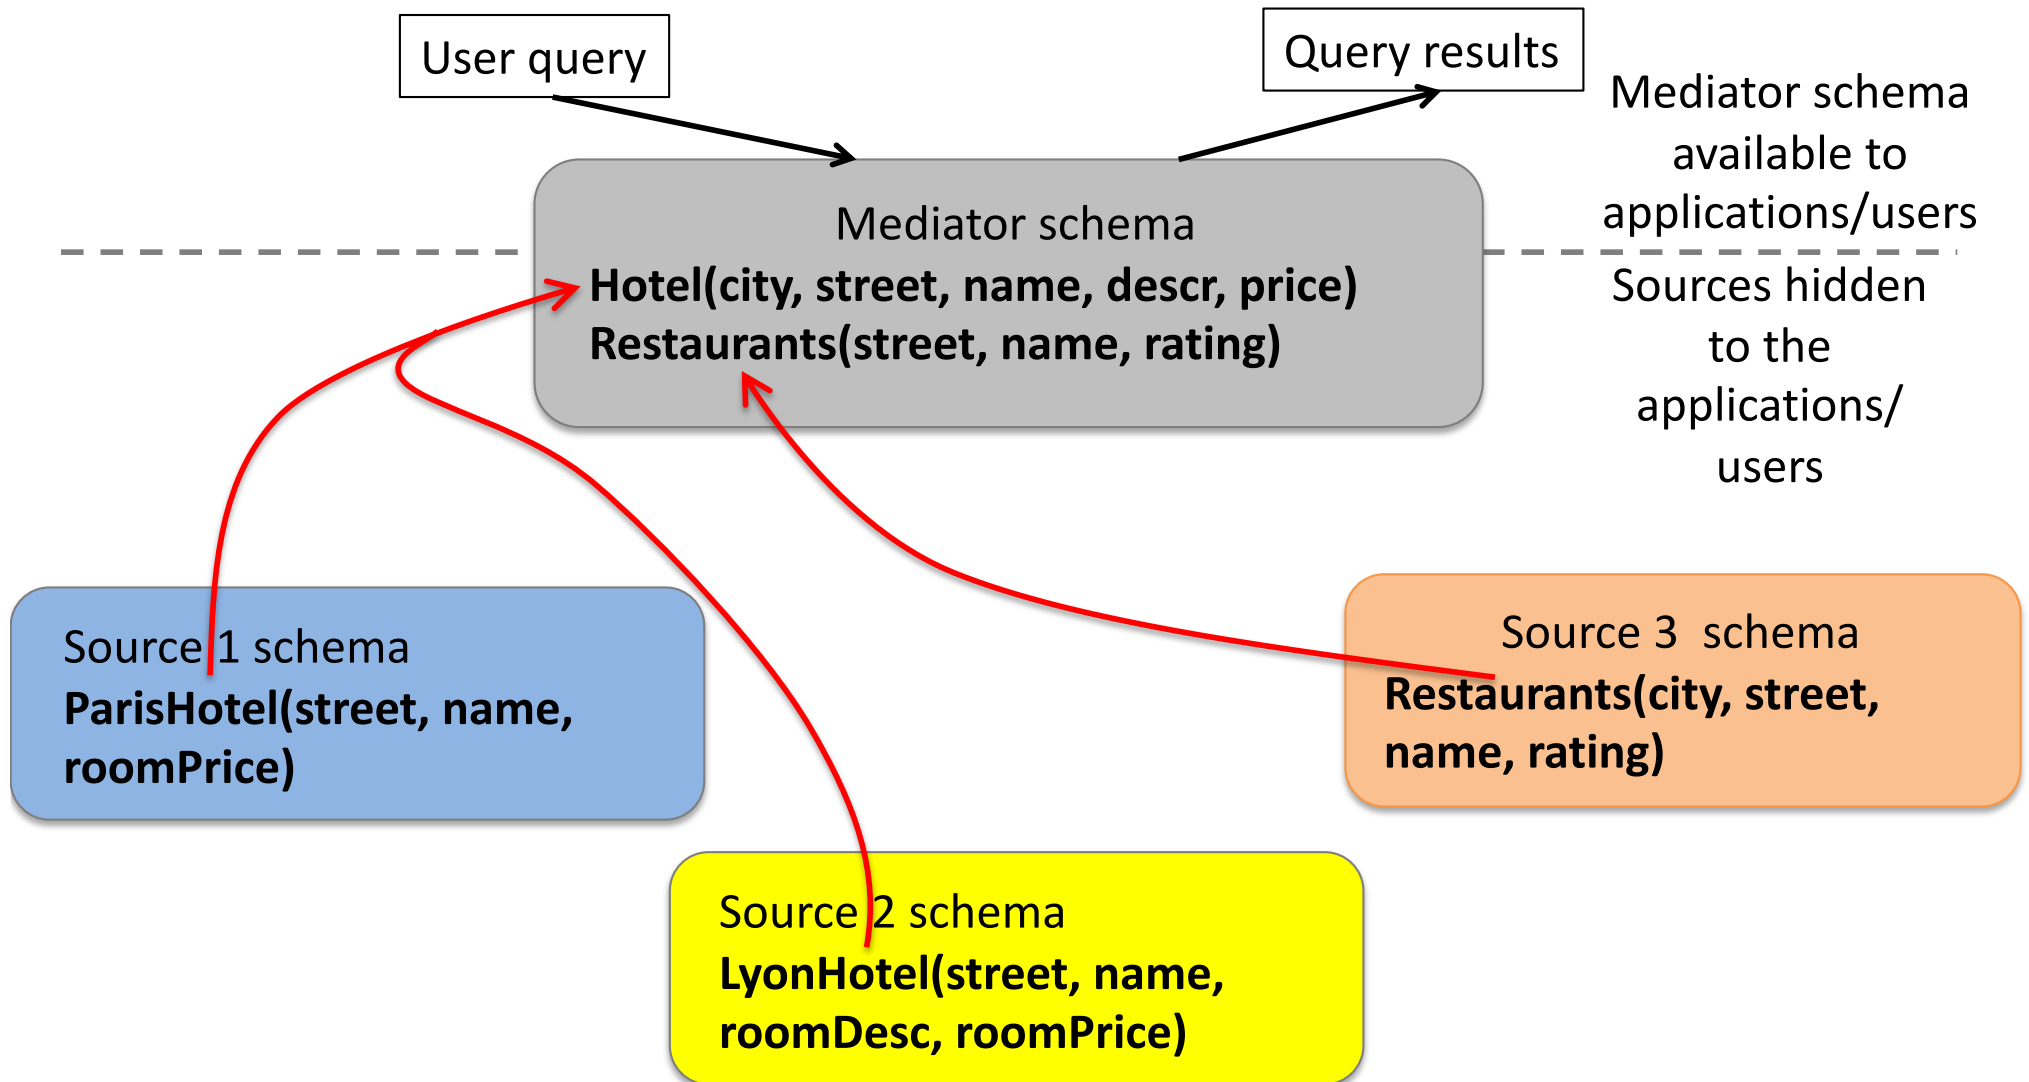 User query
Query results
Mediator schema
available to
applications/users
Mediator schema
Hotel(city, street, name, descr, price)
Restaurants(street, name, rating)
Sources hidden
to the
applications/
users
Source 1 schema
ParisHotel(street, name,
roomPrice)
Source 3  schema
Restaurants(city, street,
name, rating)
Source 2 schema
LyonHotel(street, name,
roomDesc, roomPrice)